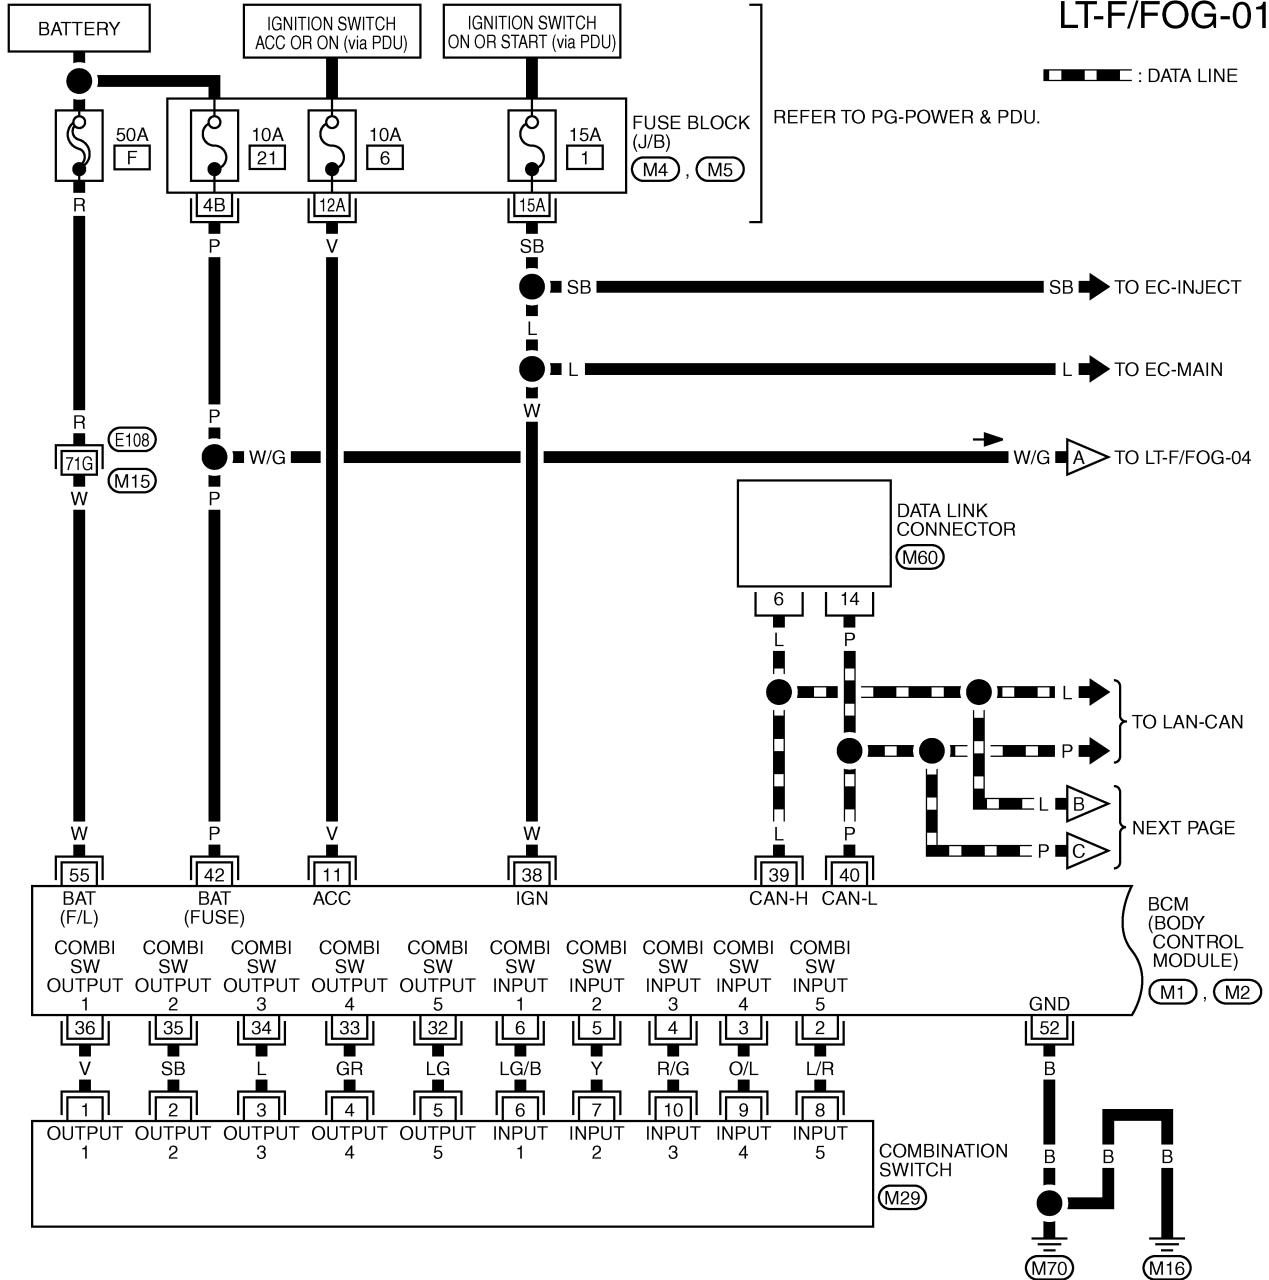 LT-F/FOG-01
BATTERY
IGNITION SWITCH
ACC OR ON (via PDU)
IGNITION SWITCH
ON OR START (via PDU)
: DATA LINE
REFER TO PG-POWER & PDU.
50A
F
10A
21
10A
6
15A
1
FUSE BLOCK
(J/B)
M4 , M5
R
4B
12A
15A
P
V
SB
SB
SB
TO EC-INJECT
L
L
L
TO EC-MAIN
W
R
P
E108
71G
M15
W/G
W/G
A
TO LT-F/FOG-04
W
P
DATA LINK
CONNECTOR
M60
6
14
L
P
L
TO LAN-CAN
P
L
B
NEXT PAGE
P
C
W
P
V
W
L
P
55
42
11
38
39
40
BAT
(F/L)
BAT
(FUSE)
ACC
IGN
CAN-H
CAN-L
BCM
(BODY
CONTROL
MODULE)
M1 , M2
COMBI
SW
OUTPUT
1
COMBI
SW
OUTPUT
2
COMBI
SW
OUTPUT
3
COMBI
SW
OUTPUT
4
COMBI
SW
OUTPUT
5
COMBI
SW
INPUT
1
COMBI
SW
INPUT
2
COMBI
SW
INPUT
3
COMBI
SW
INPUT
4
COMBI
SW
INPUT
5
GND
36
35
34
33
32
6
5
4
3
2
52
V
SB
L
GR
LG
LG/B
Y
R/G
O/L
L/R
B
1
2
3
4
5
6
7
10
9
8
OUTPUT
1
OUTPUT
2
OUTPUT
3
OUTPUT
4
OUTPUT
5
INPUT
1
INPUT
2
INPUT
3
INPUT
4
INPUT
5
COMBINATION
SWITCH
M29
B
B
B
M70
M16